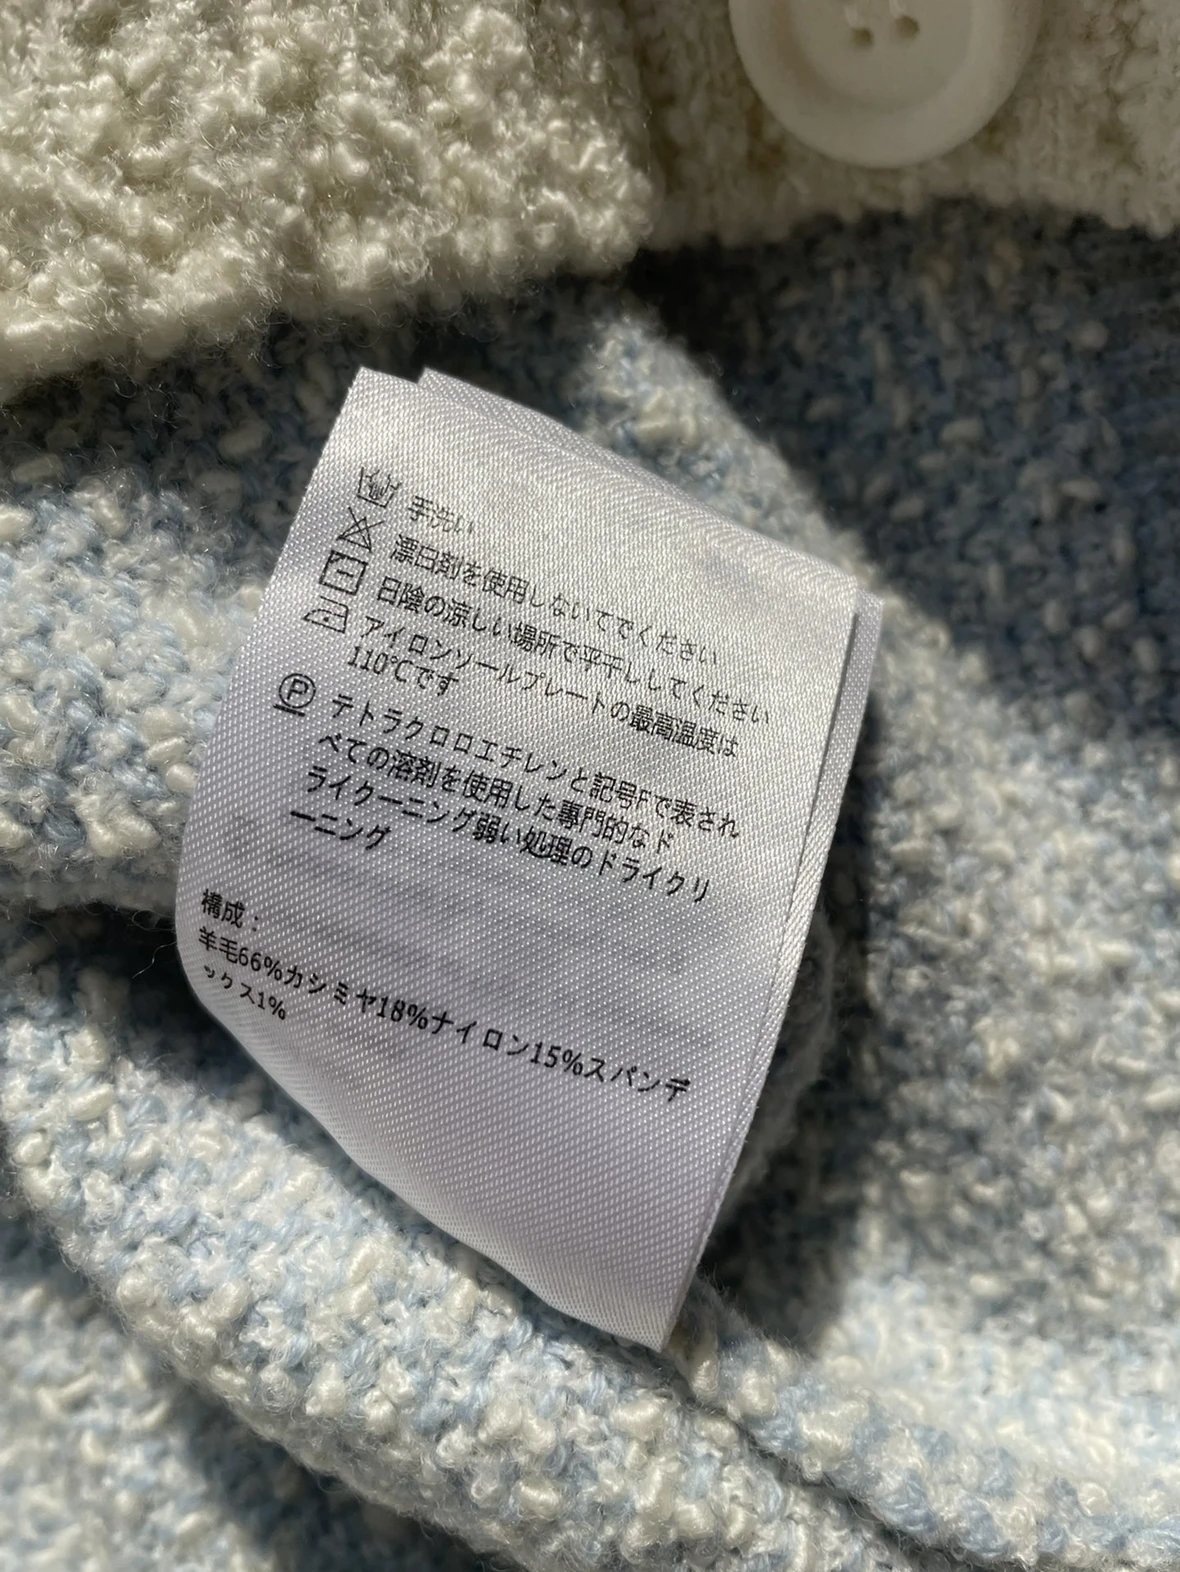 手洗い
漂白剤を使用しないてでください
日陰の涼しい場所で平干ししてください
アイロンソールプレートの最高温度は
110℃です
P
テトラクロロエチレンと記号Fで表され
べての溶剤を使用した専門的なド
ライクーニング弱い処理のドライクリ
ーニング
構成：
羊毛66%カシミヤ18%ナイロン15%スパンデ
ックス1%